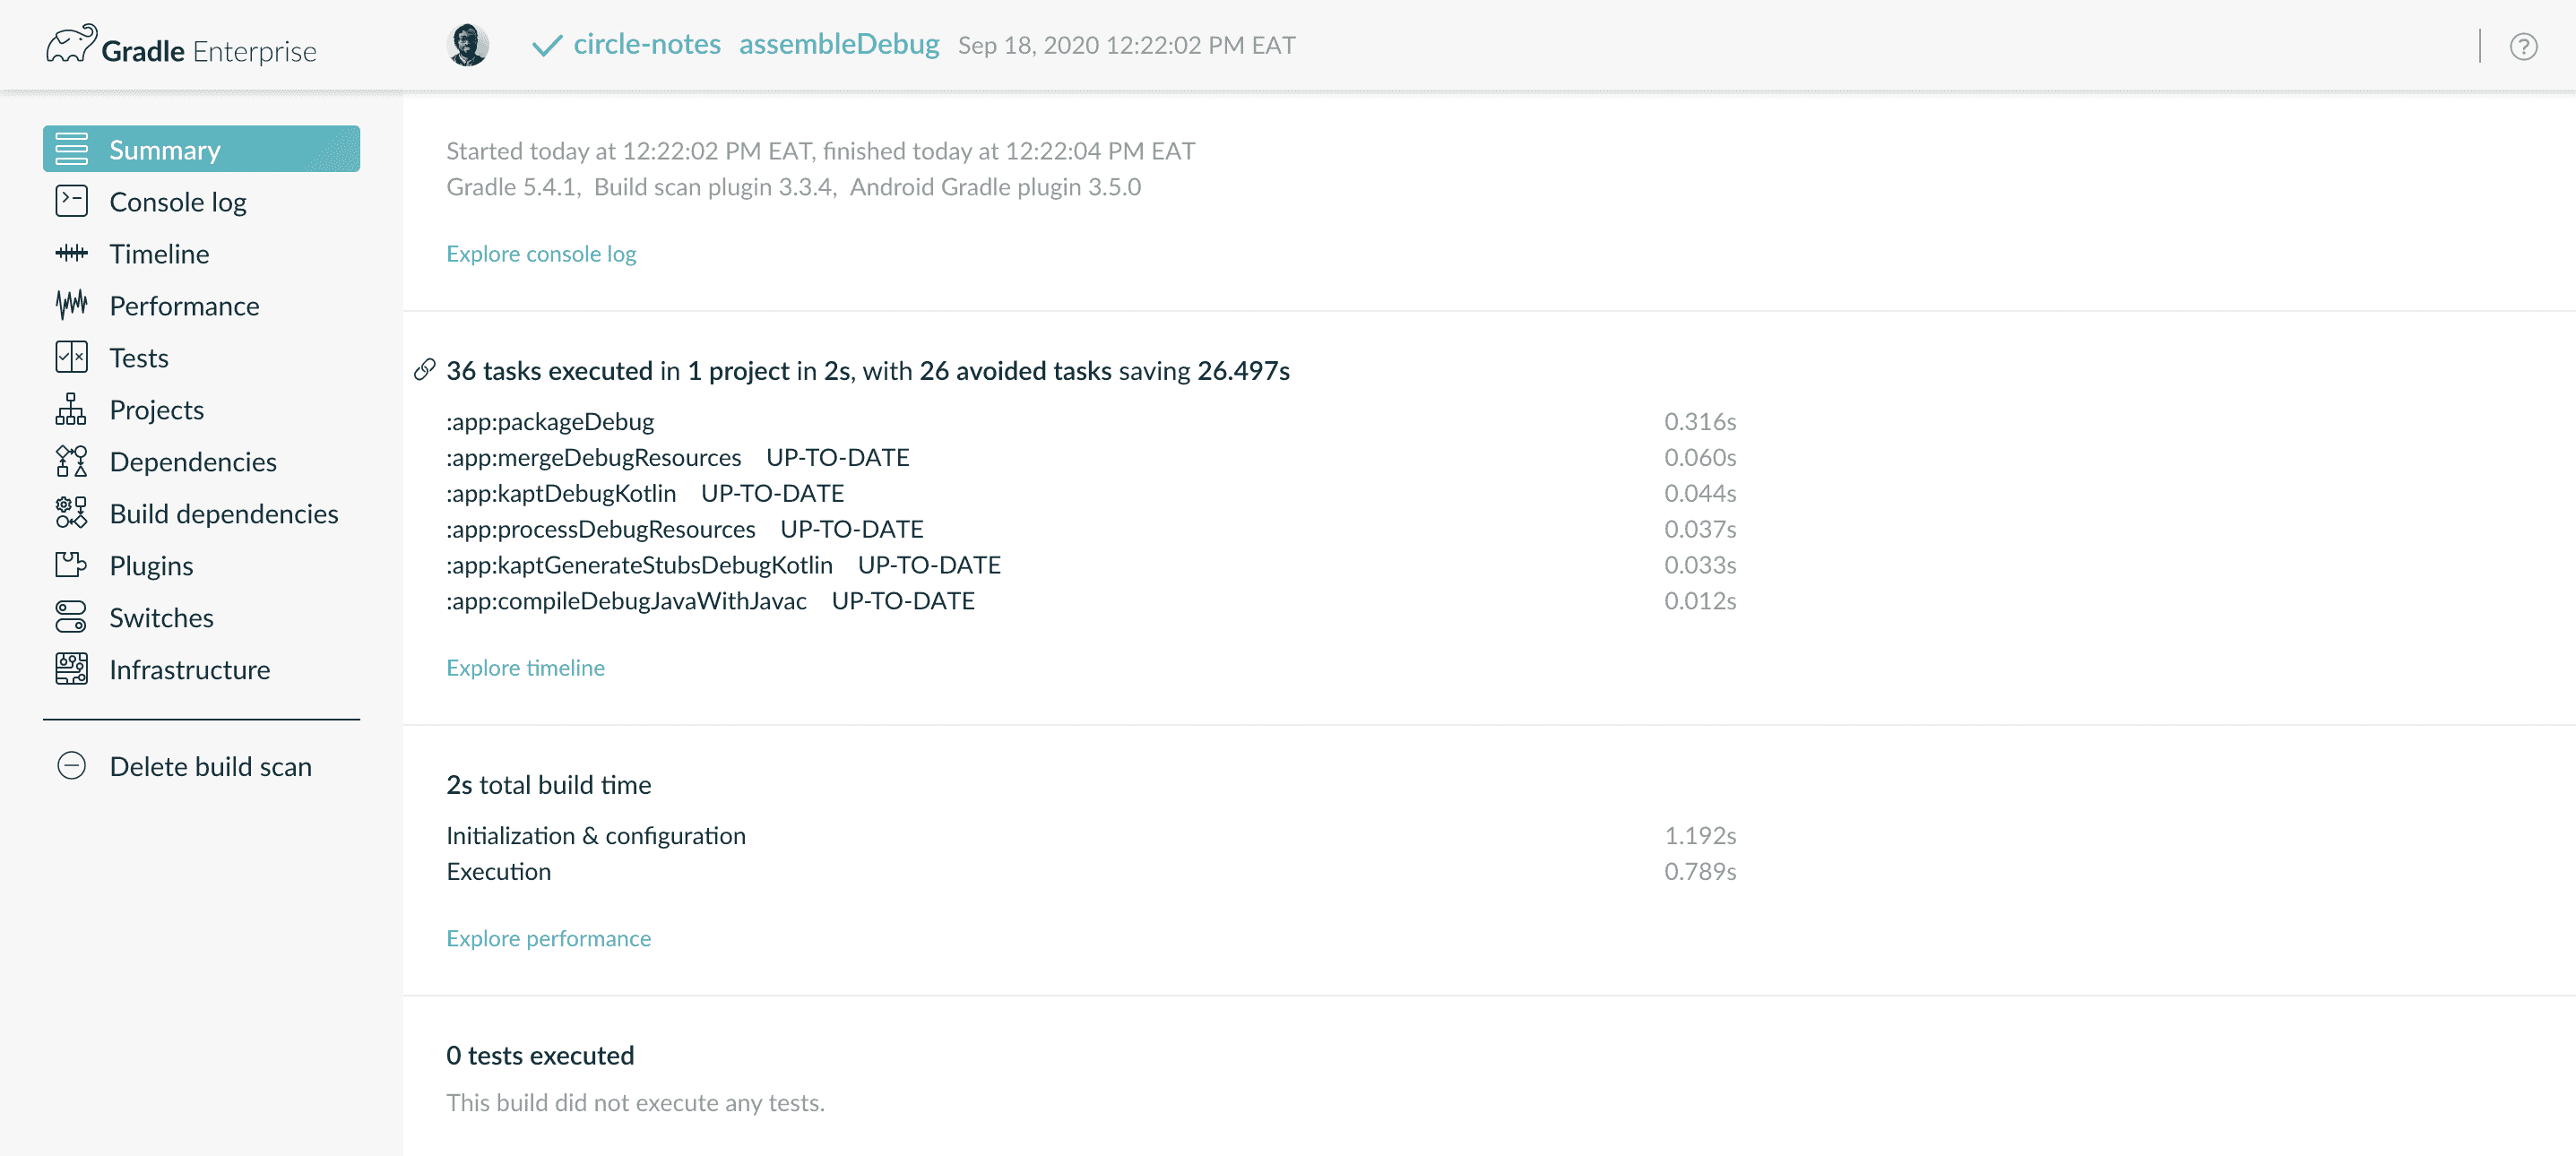 Gradle Enterprise
circle-notes assembleDebug Sep 18, 2020 12:22:02 PM EAT
?
Summary
Console log
Timeline
Performance
Tests
Projects
Dependencies
Build dependencies
Plugins
Switches
Infrastructure
Delete build scan
Started today at 12:22:02 PM EAT, finished today at 12:22:04 PM EAT
Gradle 5.4.1, Build scan plugin 3.3.4, Android Gradle plugin 3.5.0
Explore console log
36 tasks executed in 1 project in 2s, with 26 avoided tasks saving 26.497s
:app:packageDebug 0.316s
:app:mergeDebugResources UP-TO-DATE 0.060s
:app:kaptDebugKotlin UP-TO-DATE 0.044s
:app:processDebugResources UP-TO-DATE 0.037s
:app:kaptGenerateStubsDebugKotlin UP-TO-DATE 0.033s
:app:compileDebugJavaWithJavac UP-TO-DATE 0.012s
Explore timeline
2s total build time
Initialization & configuration 1.192s
Execution 0.789s
Explore performance
0 tests executed
This build did not execute any tests.